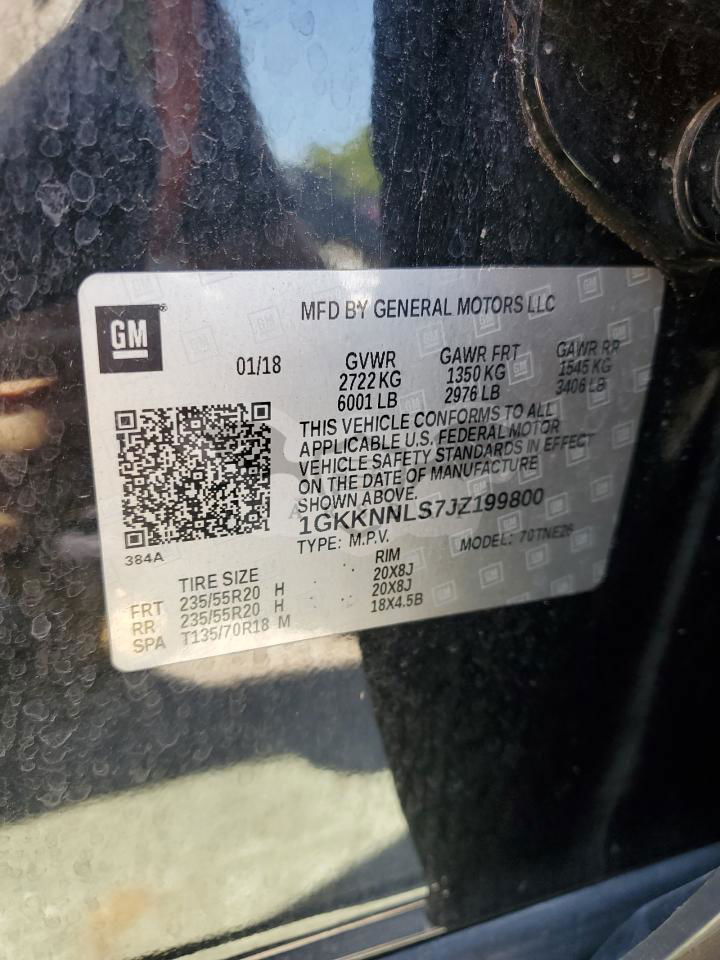 GM
MFD BY GENERAL MOTORS LLC
01/18
GVWR
2722 KG
6001 LB
GAWR FRT
1350 KG
2976 LB
GAWR RR
1545 KG
3406 LB
THIS VEHICLE CONFORMS TO ALL
APPLICABLE U.S. FEDERAL MOTOR
VEHICLE SAFETY STANDARDS IN EFFECT
ON THE DATE OF MANUFACTURE
SHOWN ABOVE.
1GKKNNLS7JZ199800
TYPE: M.P.V. MODEL: 70TNE26
384A
TIRE SIZE RIM
FRT 235/55R20 H 20X8J
RR 235/55R20 H 20X8J
SPA T135/70R18 M 18X4.5B